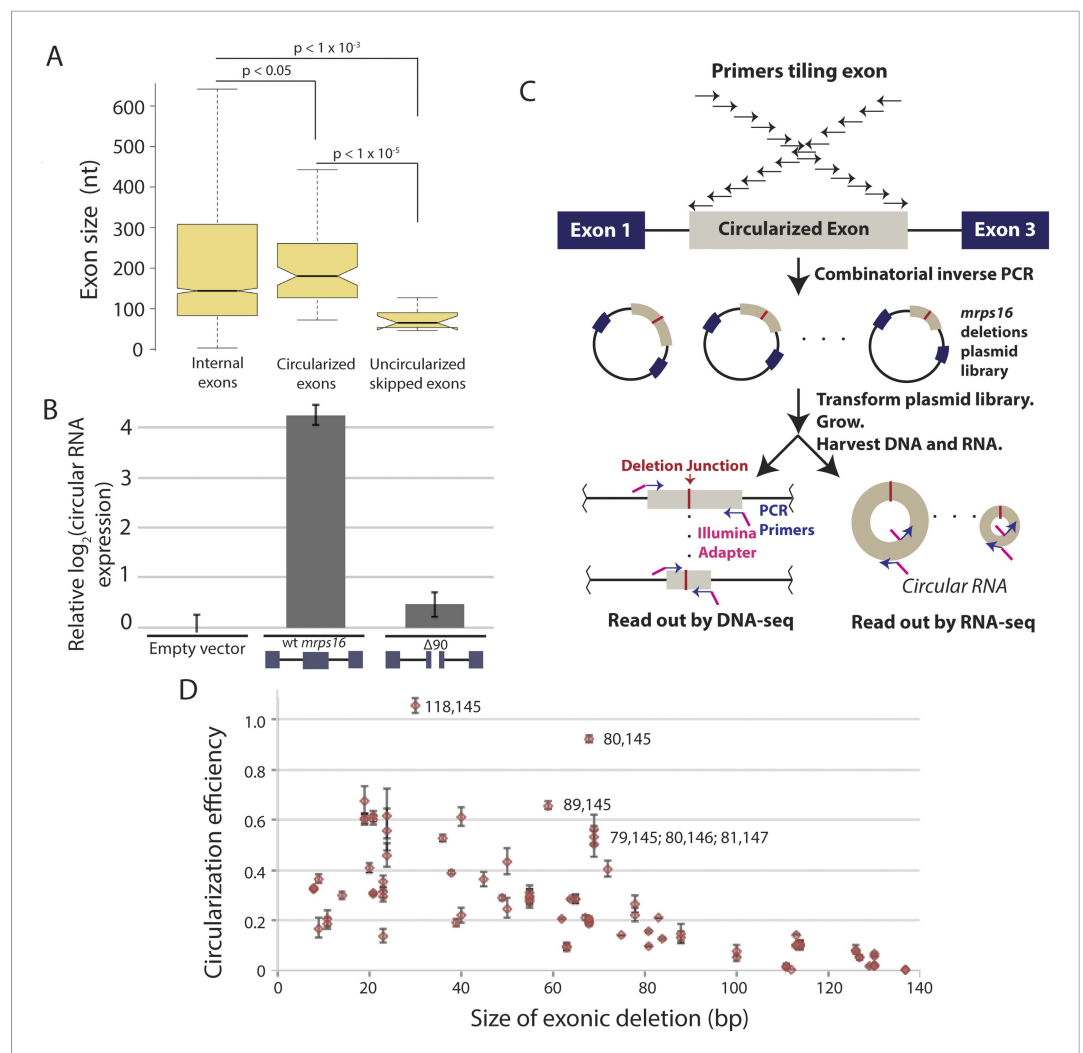 A
p < 1 x 10-3
p < 0.05
p < 1 x 10-5
Exon size (nt)
600
500
400
300
200
100
0
Internal
exons
Circularized
exons
Uncircularized
skipped exons
B
Relative log2(circular RNA
expression)
4
3
2
1
0
Empty vector
wt mrps16
Δ90
C
Primers tiling exon
Exon 1
Circularized Exon
Exon 3
Combinatorial inverse PCR
mrps16
deletions
plasmid
library
. . .
Transform plasmid library.
Grow.
Harvest DNA and RNA.
Deletion Junction
PCR
Primers
Illumina
Adapter
Circular RNA
Read out by DNA-seq
Read out by RNA-seq
D
Circularization efficiency
1.0
0.8
0.6
0.4
0.2
0
118,145
80,145
89,145
79,145; 80,146; 81,147
0
20
40
60
80
100
120
140
Size of exonic deletion (bp)